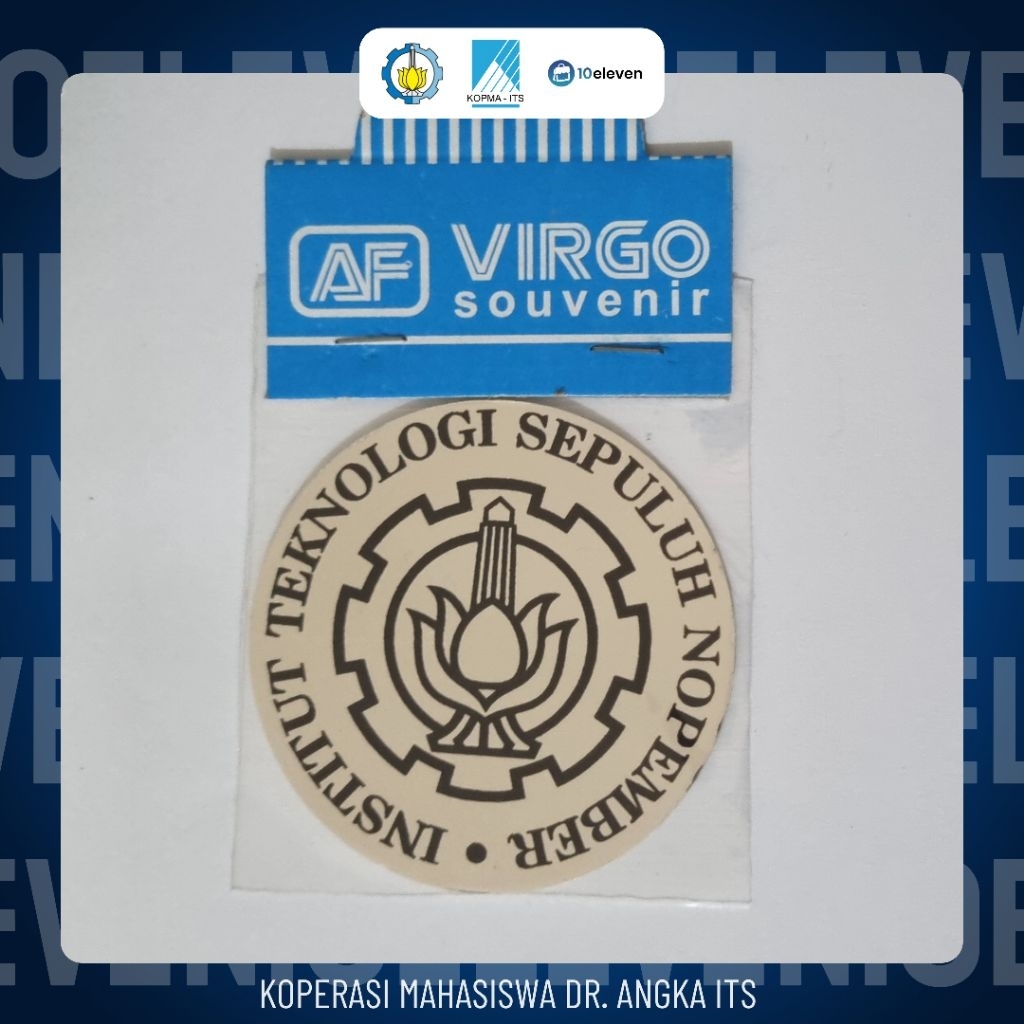 KOPMA - ITS
10eleven
AF VIRGO
souvenir
INSTITUT TEKNOLOGI SEPULUH NOPEMBER •
KOPERASI MAHASISWA DR. ANGKA ITS